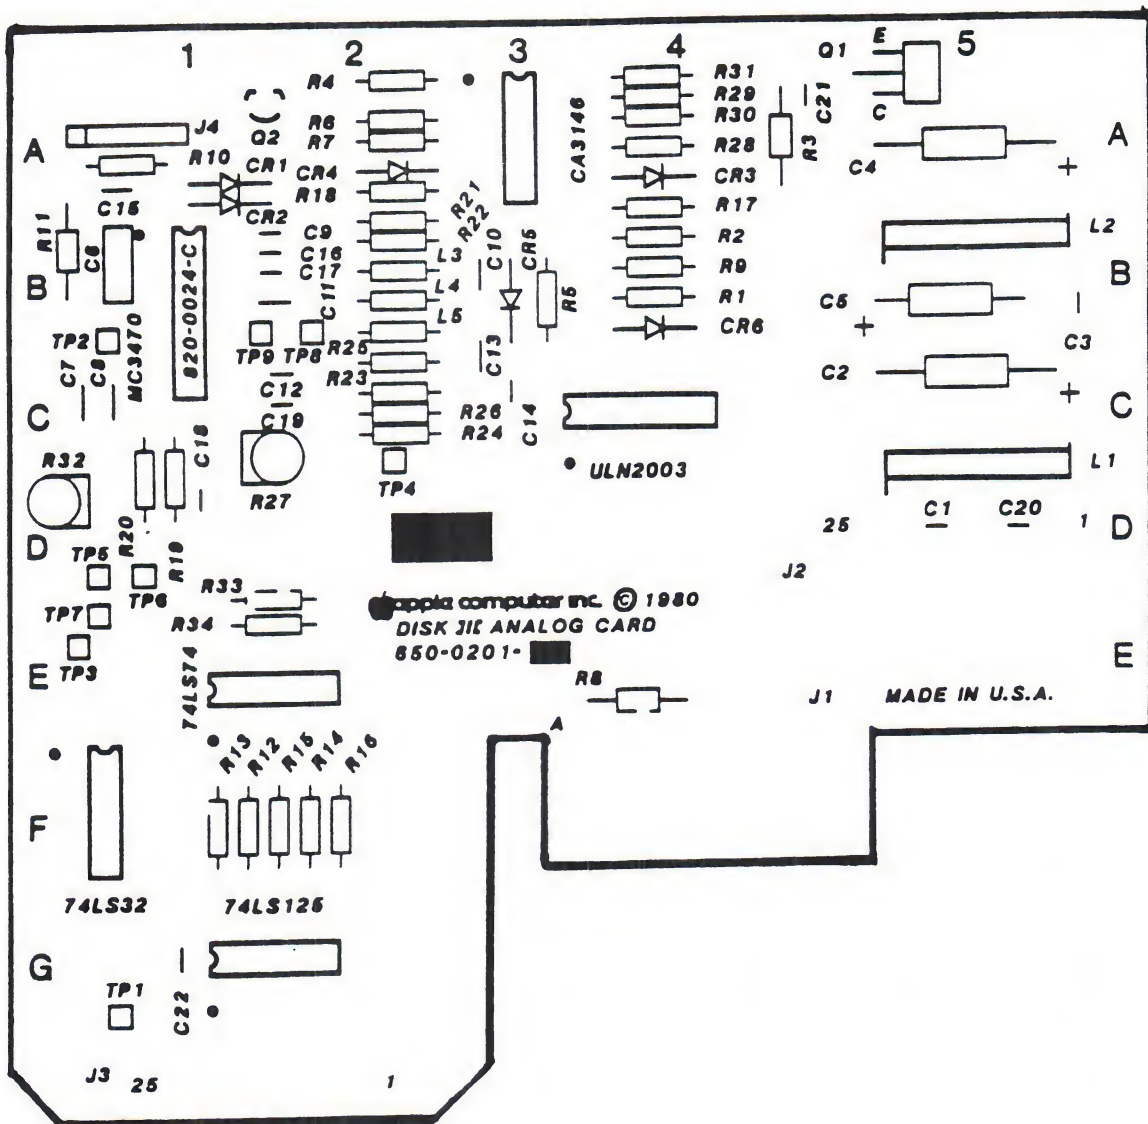 1
2
3
4
5
A
B
C
D
E
F
G
A
B
C
D
E
J4
R10
CR1
CR2
Q2
C15
R11
C6
MC3470
820-0024-C
TP2
C7
C8
R4
R6
R7
CR4
R18
R21
R22
C9
C16
C17
C11
L3
L4
L5
TP9
TP8
R25
R23
C12
C19
R26
R24
C10
CR5
R5
C13
C14
CA3146
R31
R29
R30
R28
CR3
R17
R2
R9
R1
CR6
R3
C21
Q1
E
C
C4
+
L2
C5
+
C3
C2
+
L1
C1
C20
25
1
J2
ULN2003
R32
C18
R27
TP4
R20
R19
TP5
TP6
TP7
TP3
R33
R34
apple computer inc. © 1980
DISK III ANALOG CARD
650-0201-
R8
J1
MADE IN U.S.A.
A
74LS74
R13
R12
R15
R14
R16
74LS32
74LS125
TP1
C22
J3
25
1